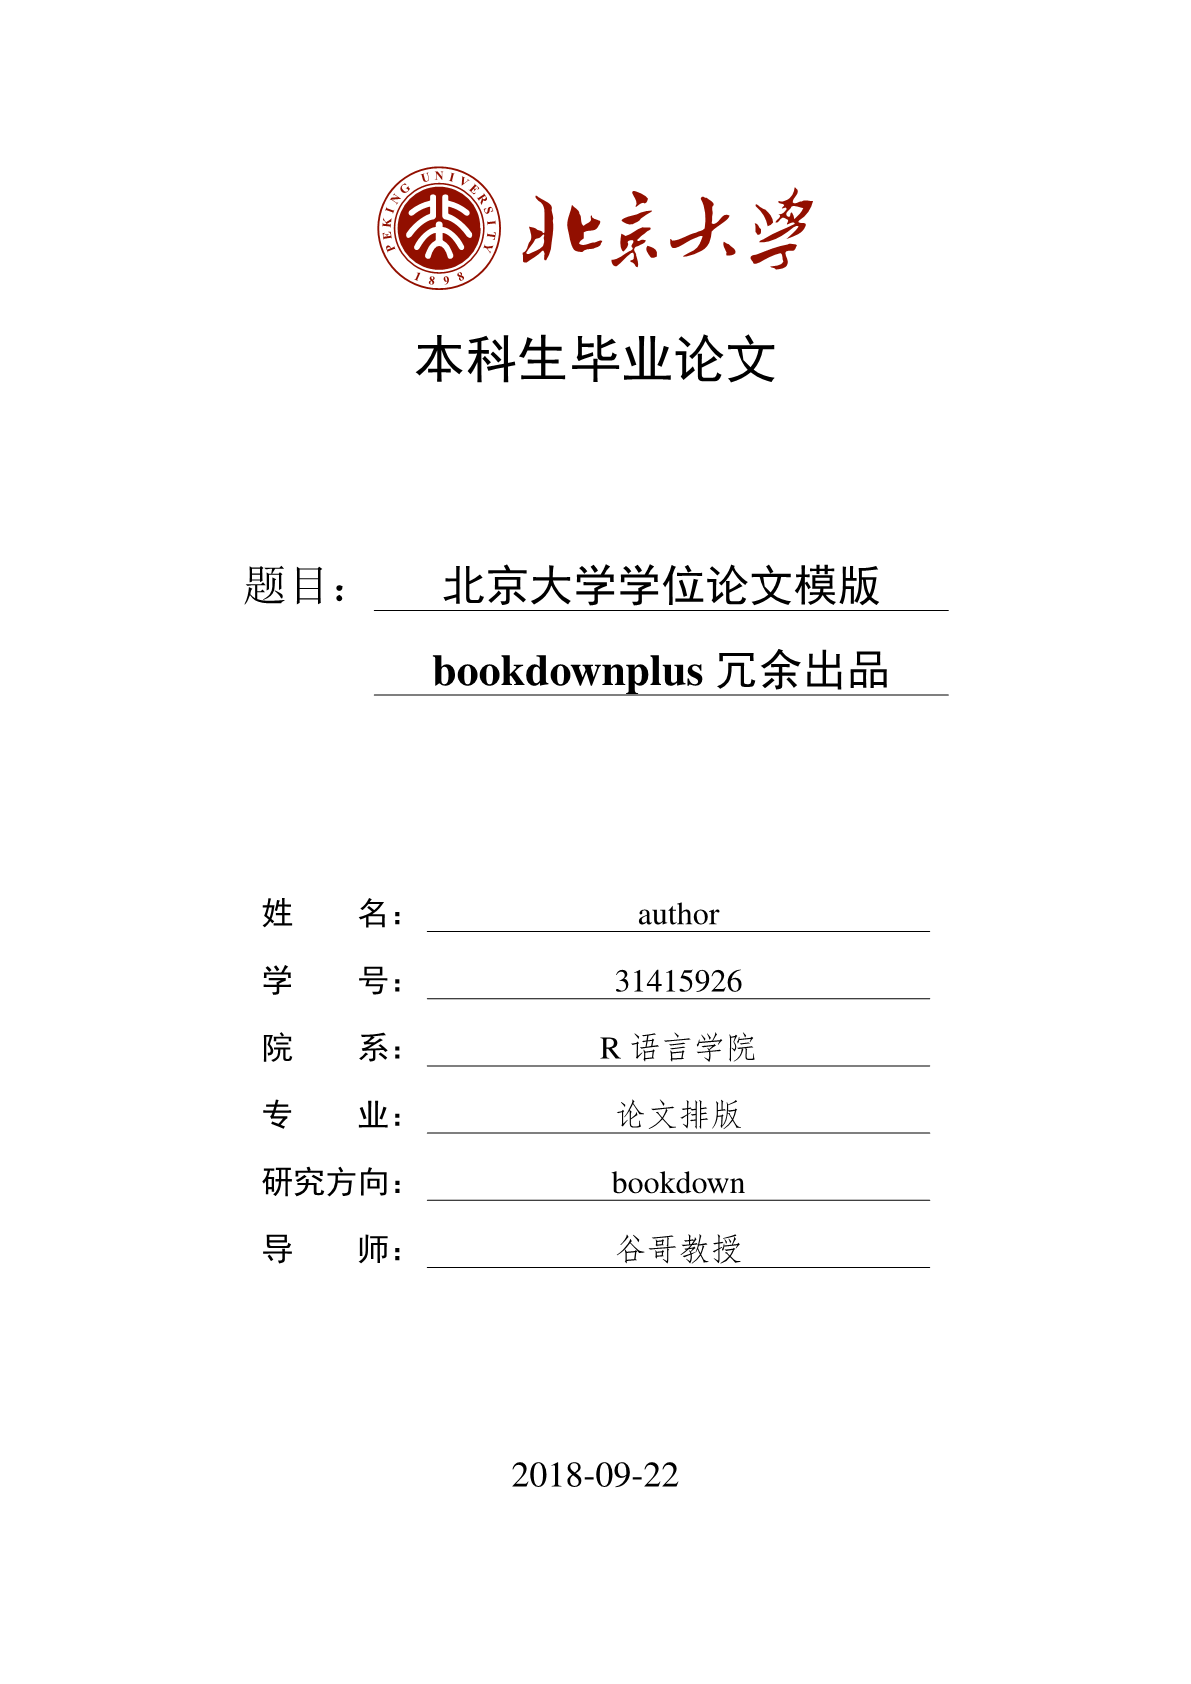 PEKING UNIVERSITY
1898
北京大学
本科生毕业论文
题目： 北京大学学位论文模版
bookdownplus 冗余出品
姓 名： author
学 号： 31415926
院 系： R 语言学院
专 业： 论文排版
研究方向： bookdown
导 师： 谷哥教授
2018-09-22